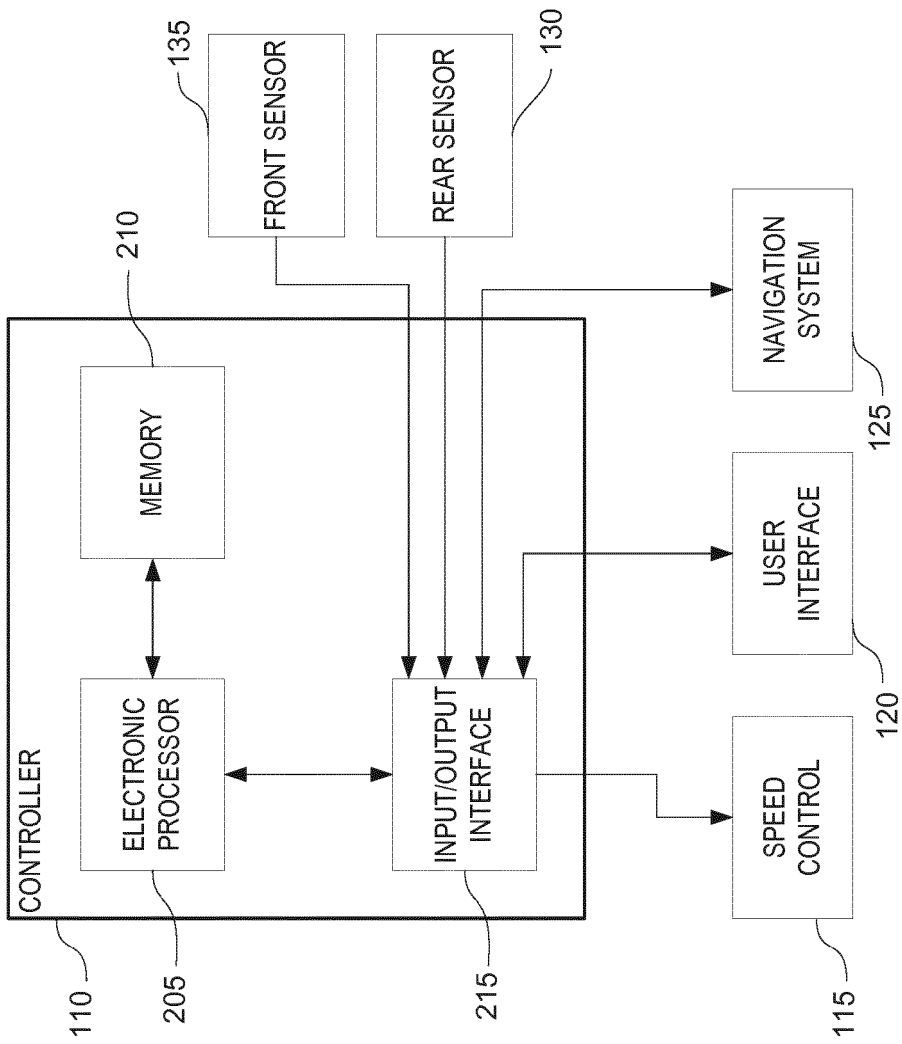 CONTROLLER
110
ELECTRONIC
PROCESSOR
205
MEMORY
210
INPUT/OUTPUT
INTERFACE
215
FRONT SENSOR
135
REAR SENSOR
130
SPEED
CONTROL
115
USER
INTERFACE
120
NAVIGATION
SYSTEM
125